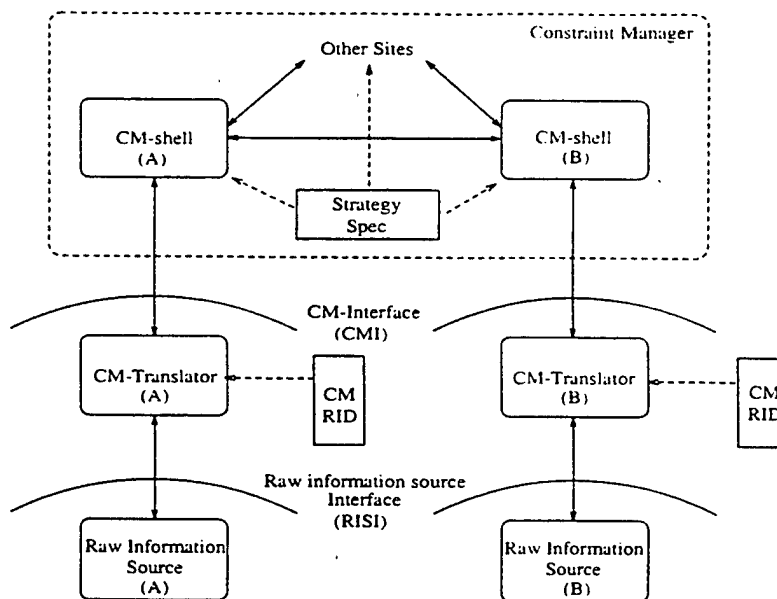 Constraint Manager
Other Sites
CM-shell
(A)
CM-shell
(B)
Strategy
Spec
CM-Interface
(CMI)
CM-Translator
(A)
CM
RID
CM-Translator
(B)
CM
RID
Raw information source
Interface
(RISI)
Raw Information
Source
(A)
Raw Information
Source
(B)